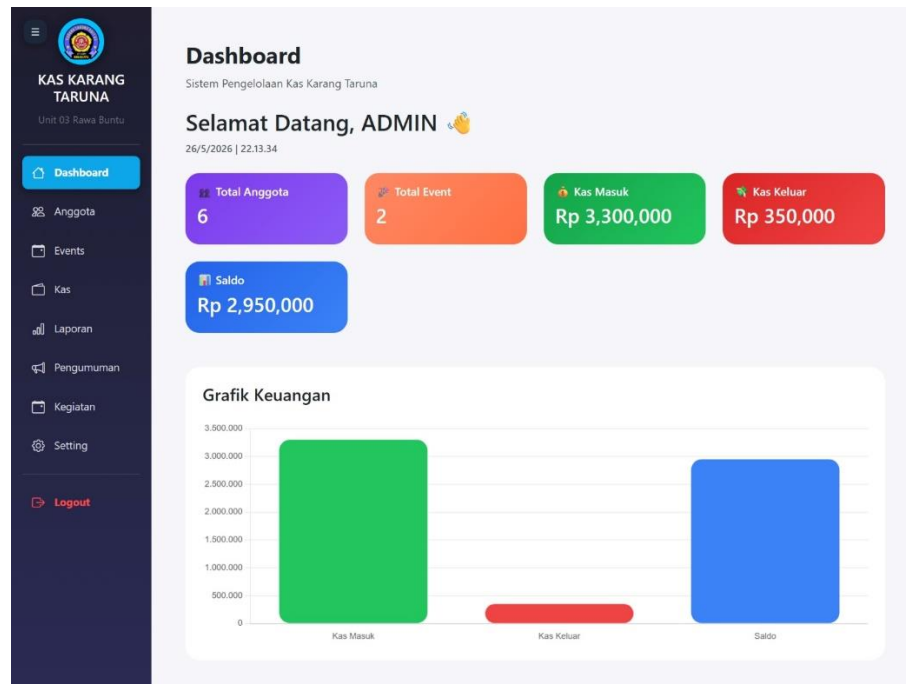 KAS KARANG
TARUNA
Unit 03 Rawa Buntu
Dashboard
Anggota
Events
Kas
Laporan
Pengumuman
Kegiatan
Setting
Logout
Dashboard
Sistem Pengelolaan Kas Karang Taruna
Selamat Datang, ADMIN 👋
26/5/2026 | 22.13.34
Total Anggota
6
Total Event
2
Kas Masuk
Rp 3,300,000
Kas Keluar
Rp 350,000
Saldo
Rp 2,950,000
Grafik Keuangan
3.500.000
3.000.000
2.500.000
2.000.000
1.500.000
1.000.000
500.000
0
Kas Masuk
Kas Keluar
Saldo